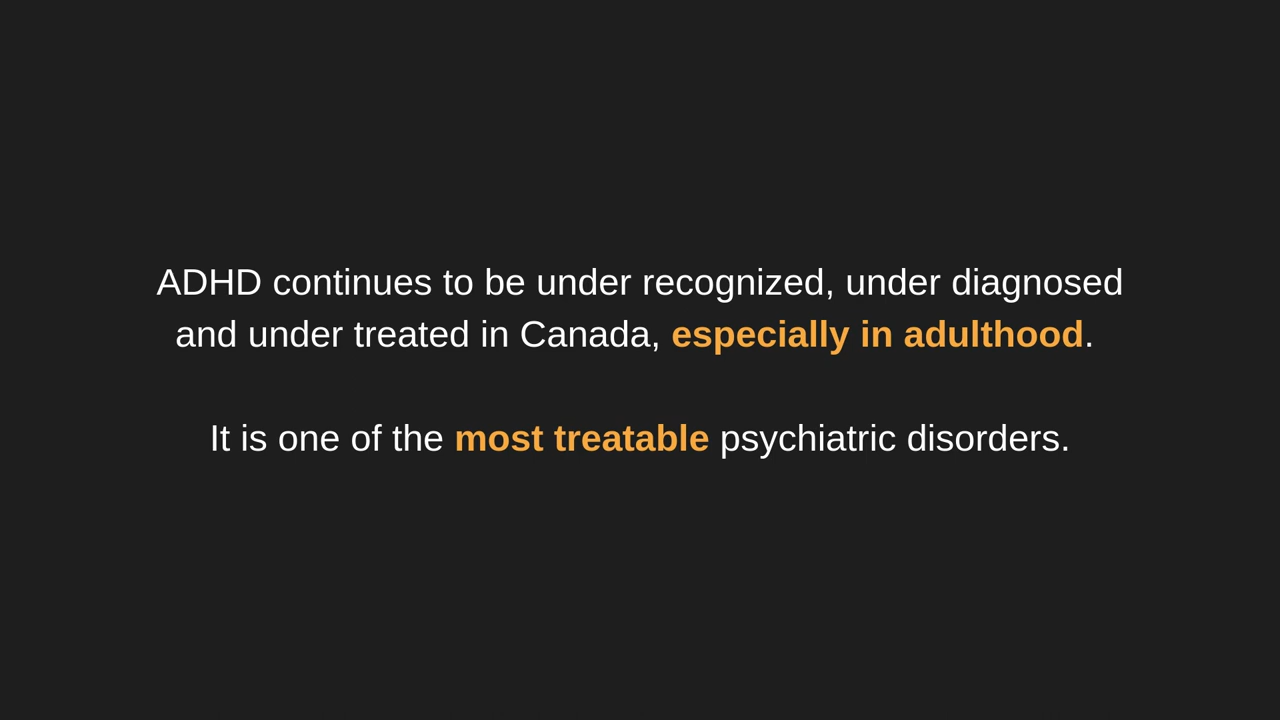 ADHD continues to be under recognized, under diagnosed
and under treated in Canada, especially in adulthood.
It is one of the most treatable psychiatric disorders.